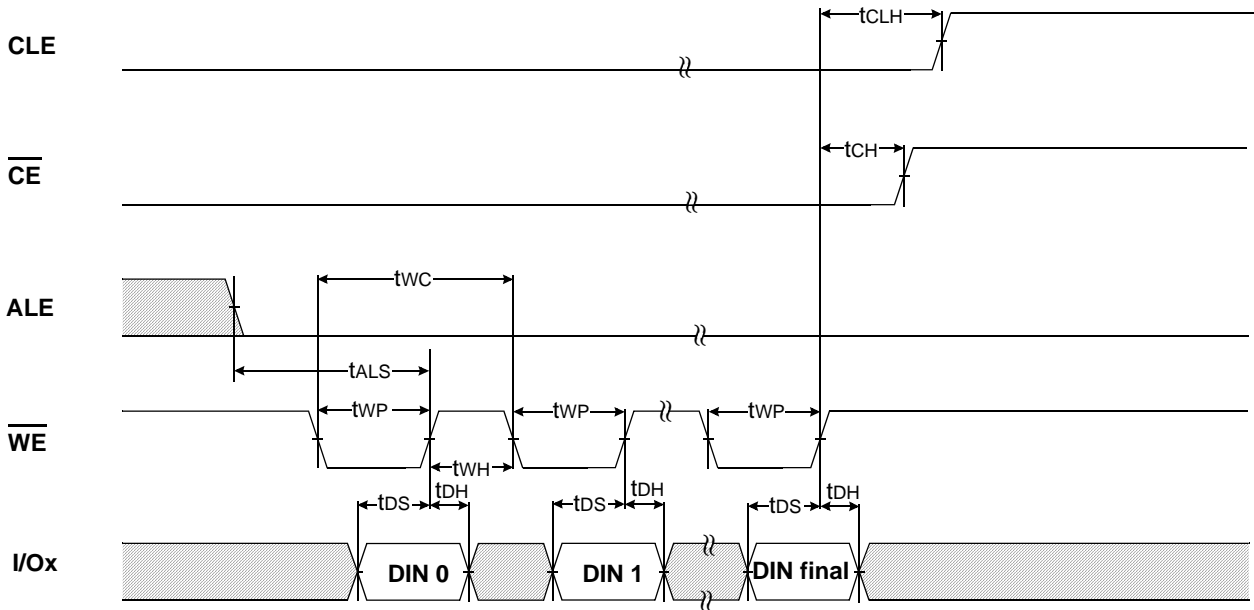 tCLH
CLE
tCH
CE
tWC
ALE
tALS
tWP tWP tWP
WE
tWH
tDH tDH tDH
tDS tDS tDS
I/Ox DIN 0 DIN 1 DIN final